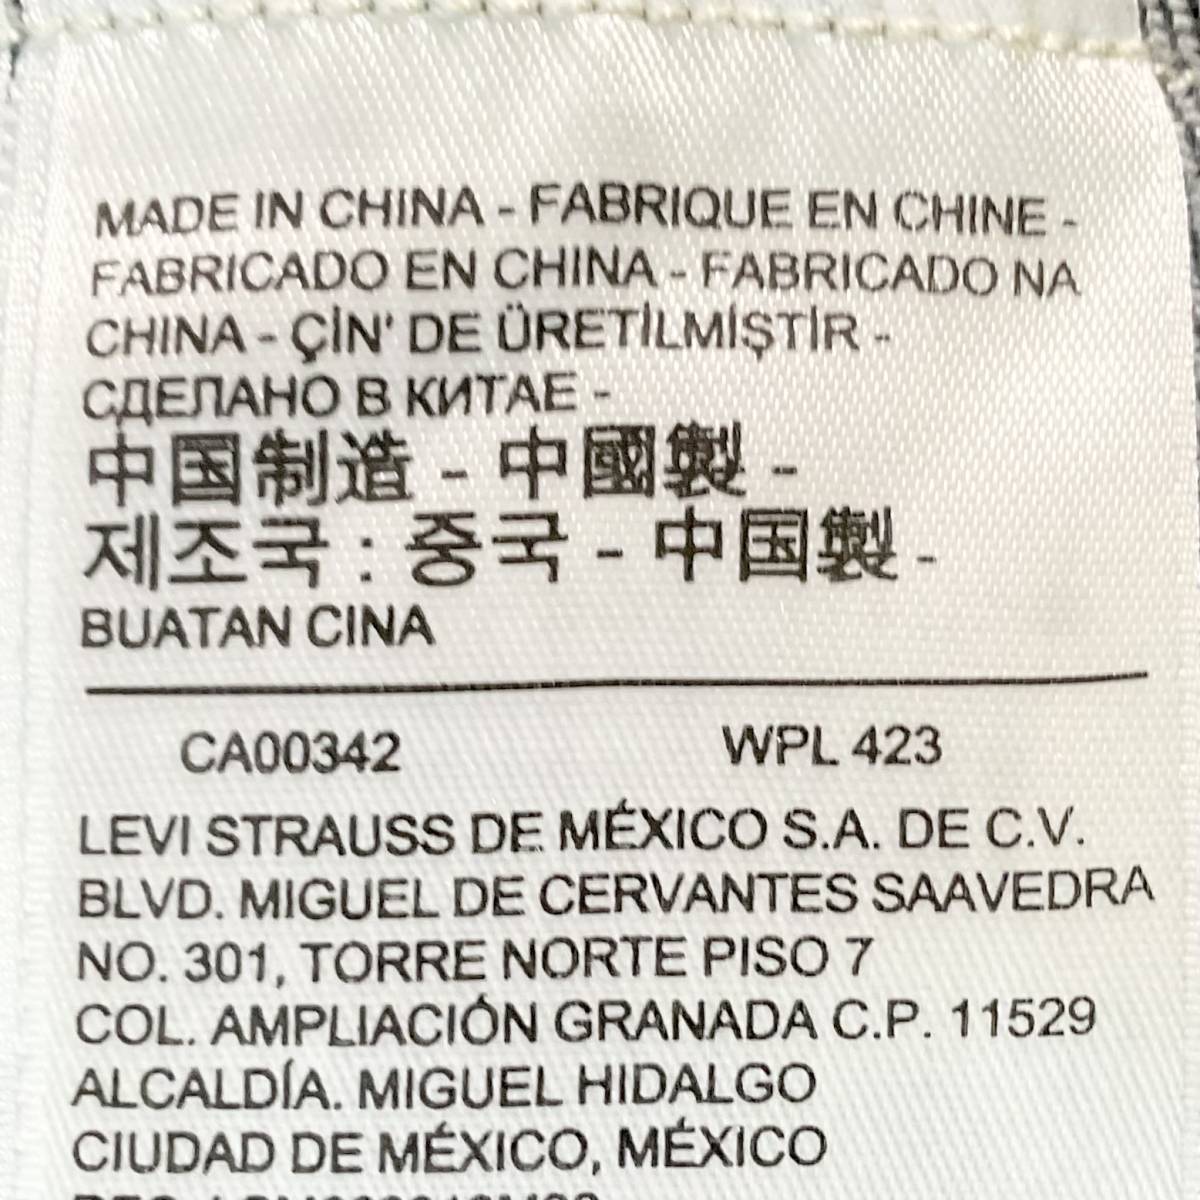 MADE IN CHINA - FABRIQUE EN CHINE -
FABRICADO EN CHINA - FABRICADO NA
CHINA - ÇİN' DE ÜRETİLMİŞTİR -
СДЕЛАНО В КИТАЕ -
中国制造 - 中國製 -
제조국 : 중국 - 中国製 -
BUATAN CINA
CA00342 WPL 423
LEVI STRAUSS DE MÉXICO S.A. DE C.V.
BLVD. MIGUEL DE CERVANTES SAAVEDRA
NO. 301, TORRE NORTE PISO 7
COL. AMPLIACIÓN GRANADA C.P. 11529
ALCALDÍA. MIGUEL HIDALGO
CIUDAD DE MÉXICO, MÉXICO